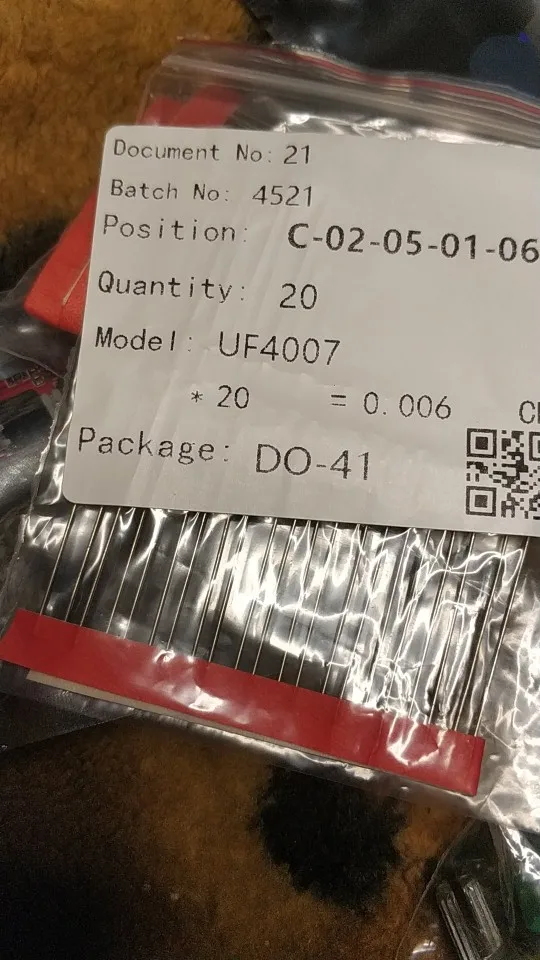 Document No: 21
Batch No: 4521
Position: C-02-05-01-06
Quantity: 20
Model: UF4007
* 20 = 0.006
Package: DO-41